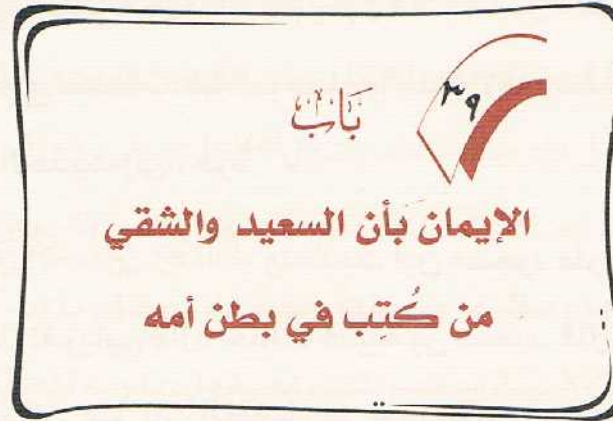 ٣٩
بَابُ
الإيمان بأن السعيد والشقي
من كُتِب في بطن أمه